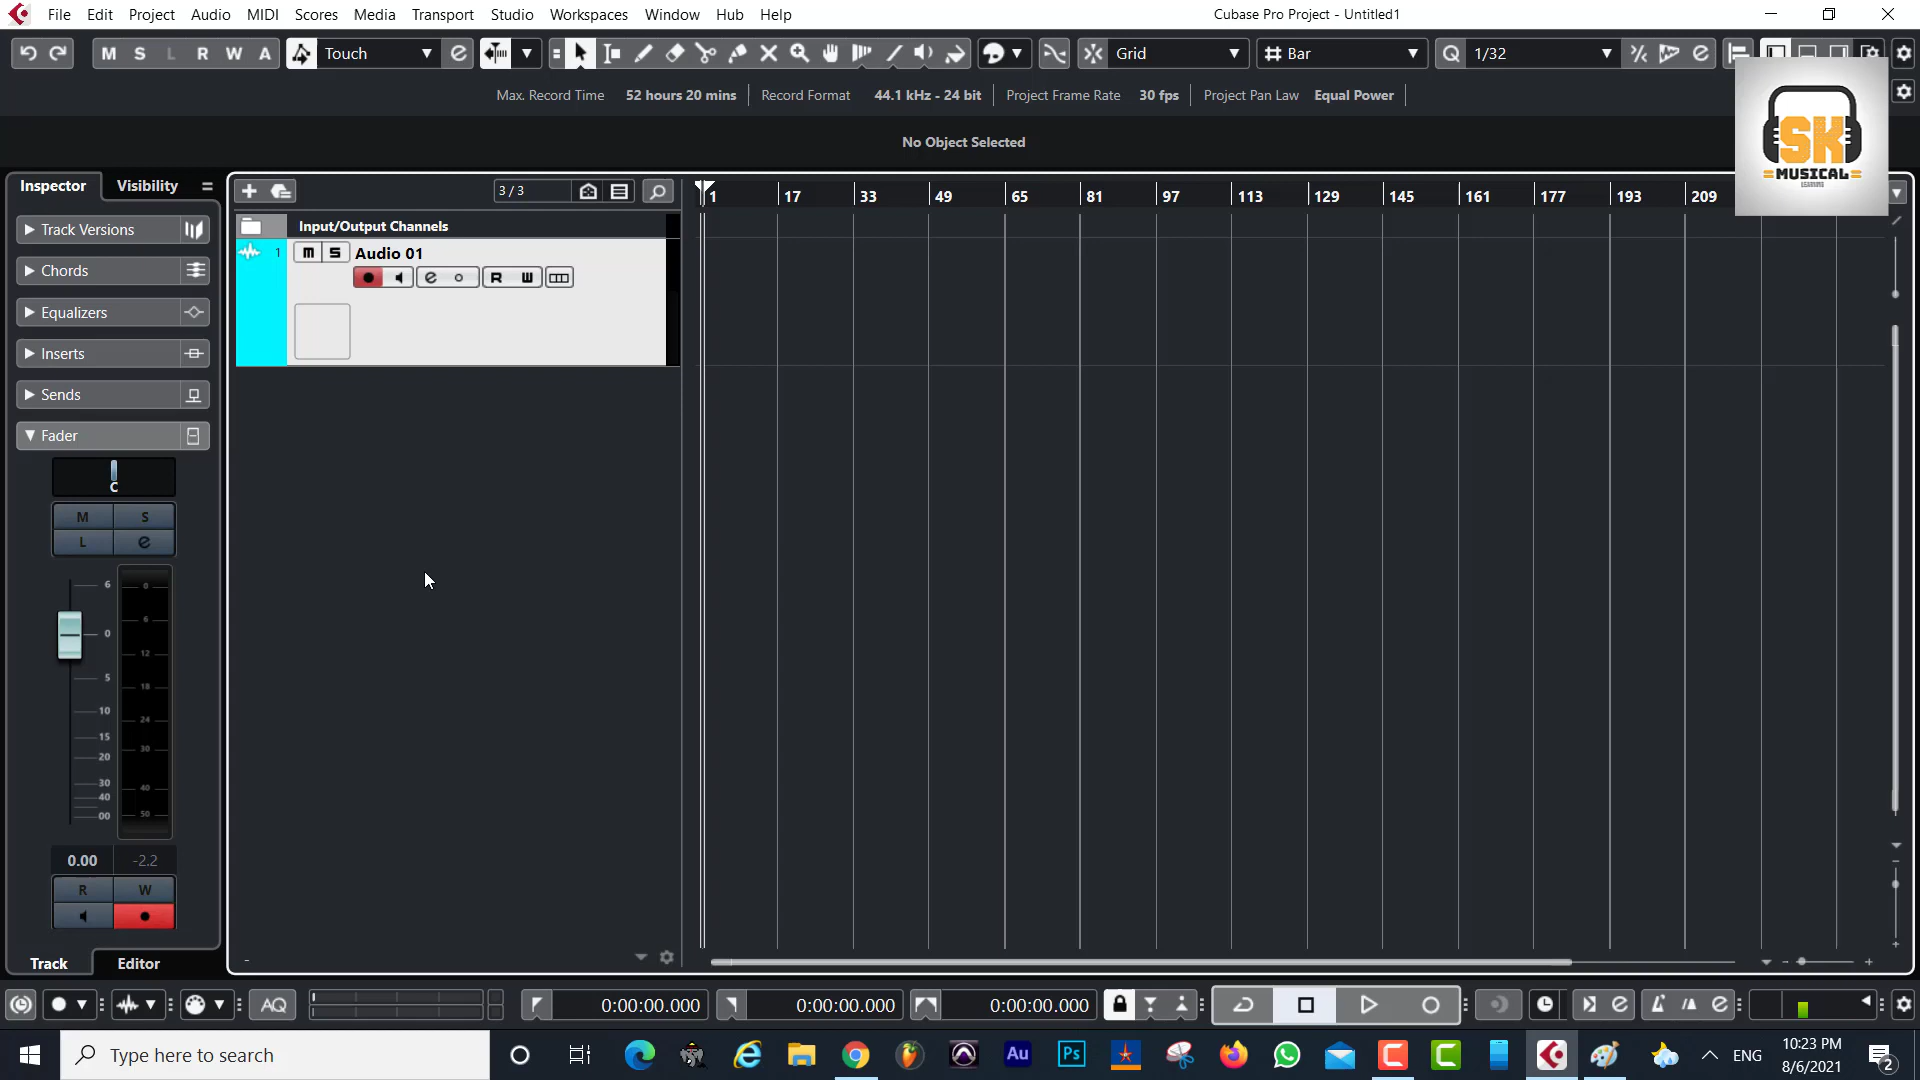 File Edit Project Audio MIDI Scores Media Transport Studio Workspaces Window Hub Help
Cubase Pro Project - Untitled1
M S L R W A Touch Grid Bar Q 1/32
Max. Record Time 52 hours 20 mins Record Format 44.1 kHz - 24 bit Project Frame Rate 30 fps Project Pan Law Equal Power
No Object Selected
SK
MUSICAL
LEARNING
Inspector Visibility
3 / 3
1 17 33 49 65 81 97 113 129 145 161 177 193 209
Track Versions
Input/Output Channels
1 m S Audio 01
R W
Chords
Equalizers
Inserts
Sends
Fader
C
M S
L e
6 0
0 6
5 12
10 18
15 24
20 30
30 40
40 50
00
0.00 -2.2
R W
Track Editor
AQ 0:00:00.000 0:00:00.000 0:00:00.000
Type here to search
Au Ps
ENG
10:23 PM
8/6/2021
2